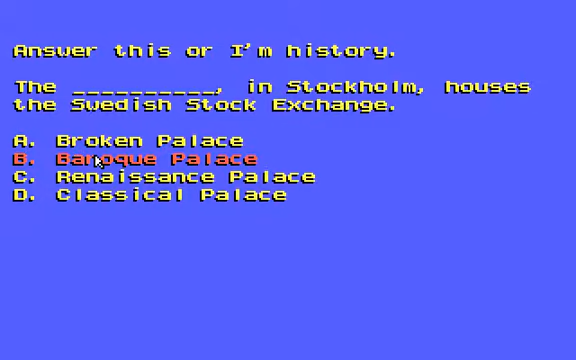 Answer this or I'm history.
The __________, in Stockholm, houses
the Swedish Stock Exchange.
A. Broken Palace
B. Baroque Palace
C. Renaissance Palace
D. Classical Palace